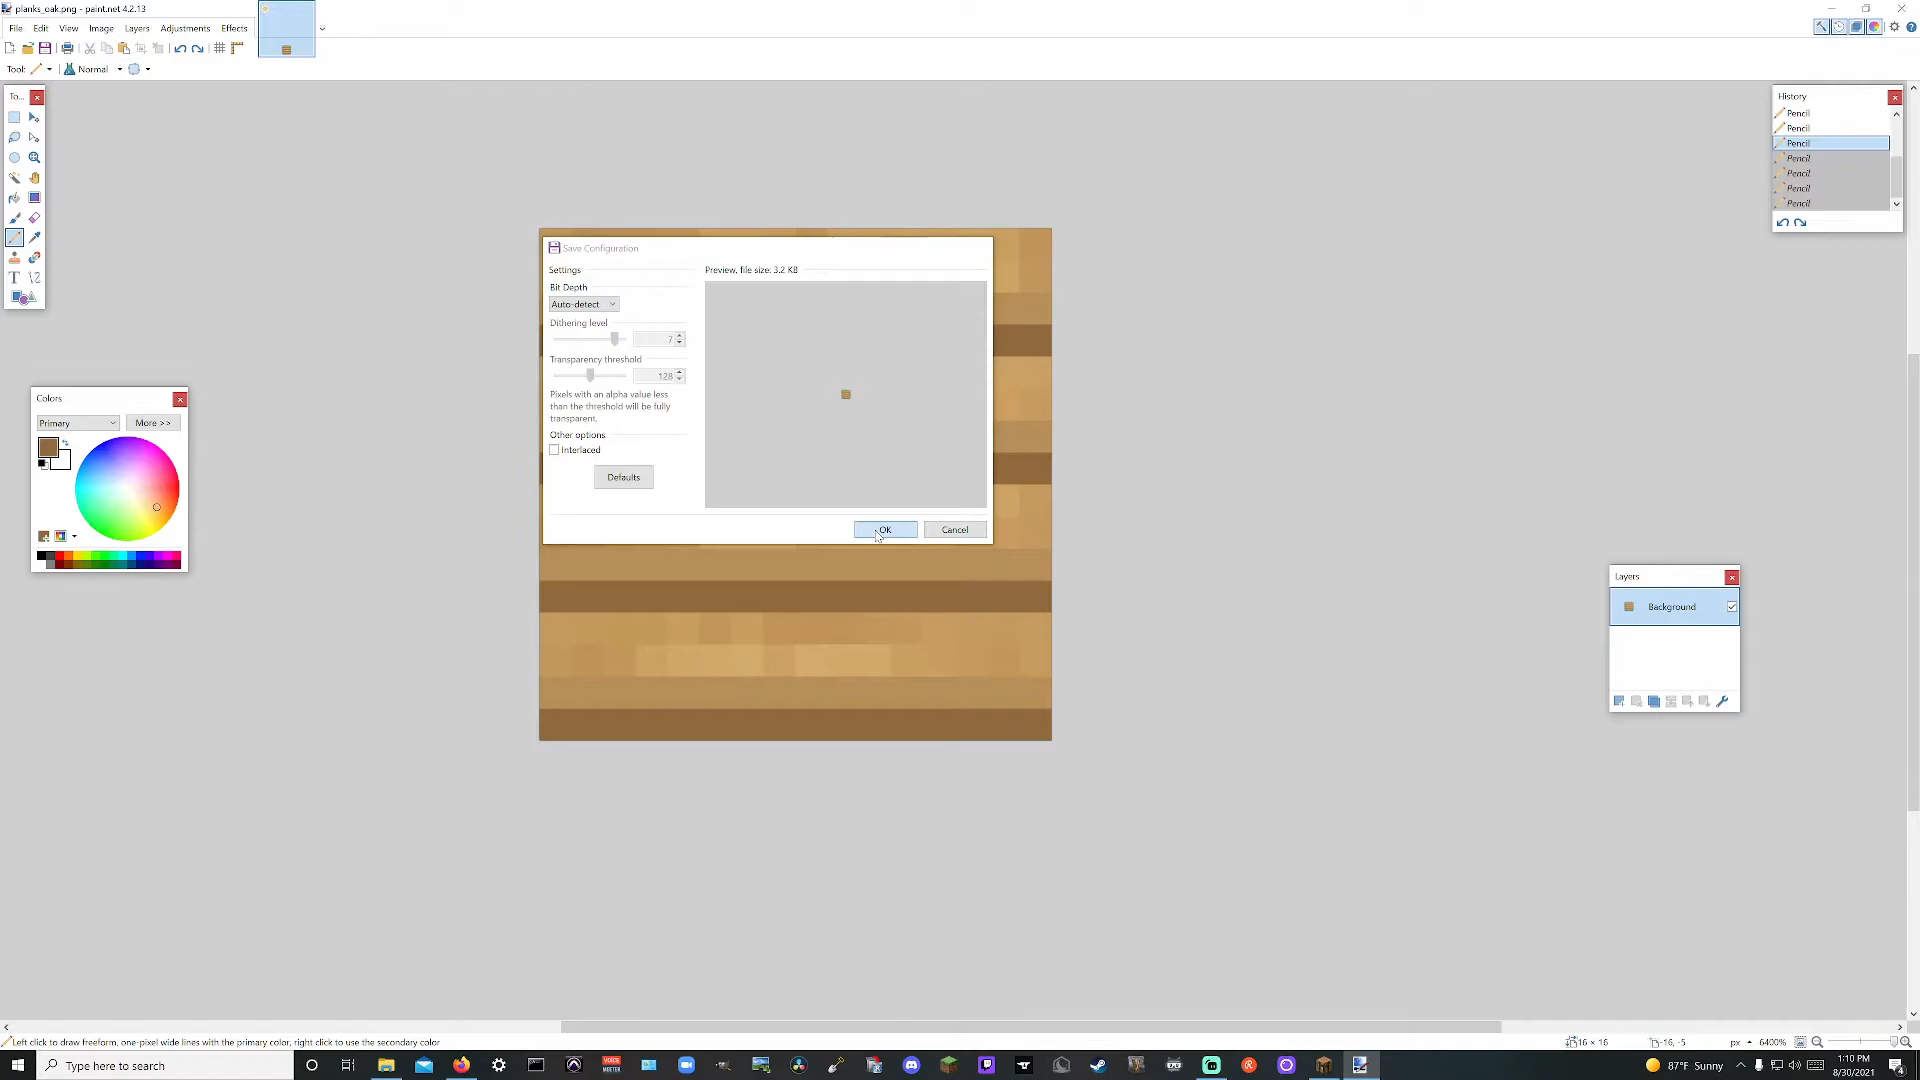 planks_oak.png - paint.net 4.2.13
File Edit View Image Layers Adjustments Effects
Tool: Normal
To...
History
Pencil
Pencil
Pencil
Pencil
Pencil
Pencil
Pencil
Save Configuration
Settings
Preview, file size: 3.2 KB
Bit Depth
Auto-detect
Dithering level
7
Transparency threshold
128
Pixels with an alpha value less
than the threshold will be fully
transparent.
Other options
Interlaced
Defaults
OK Cancel
Colors
Primary More >>
Layers
Background
Left click to draw freeform, one-pixel wide lines with the primary color, right click to use the secondary color
16 × 16 -16, -5 px 6400%
Type here to search
87°F Sunny
1:10 PM
8/30/2021